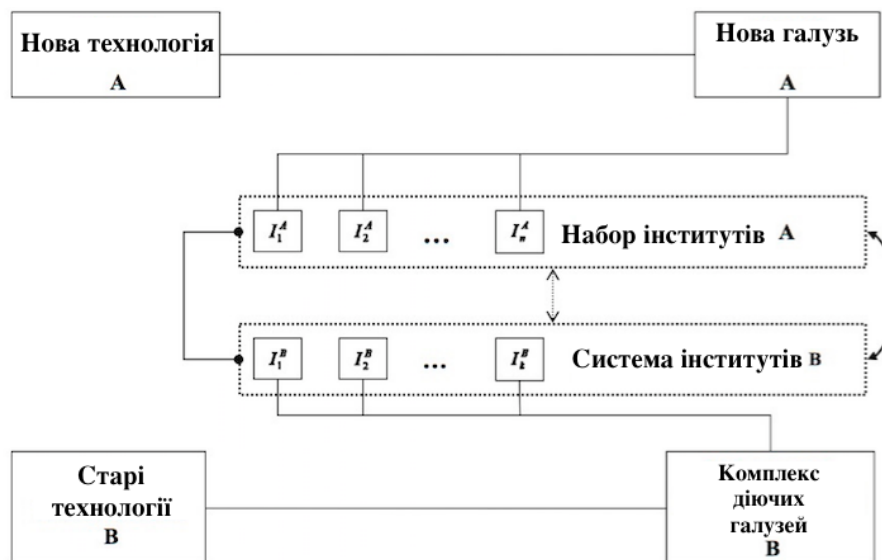 Нова технологія
А
Нова галузь
А
I₁ᴬ I₂ᴬ ... Iₙᴬ Набор інститутів А
I₁ᴮ I₂ᴮ ... Iₖᴮ Система інститутів В
Старі
технології
В
Комплекс
діючих
галузей
В